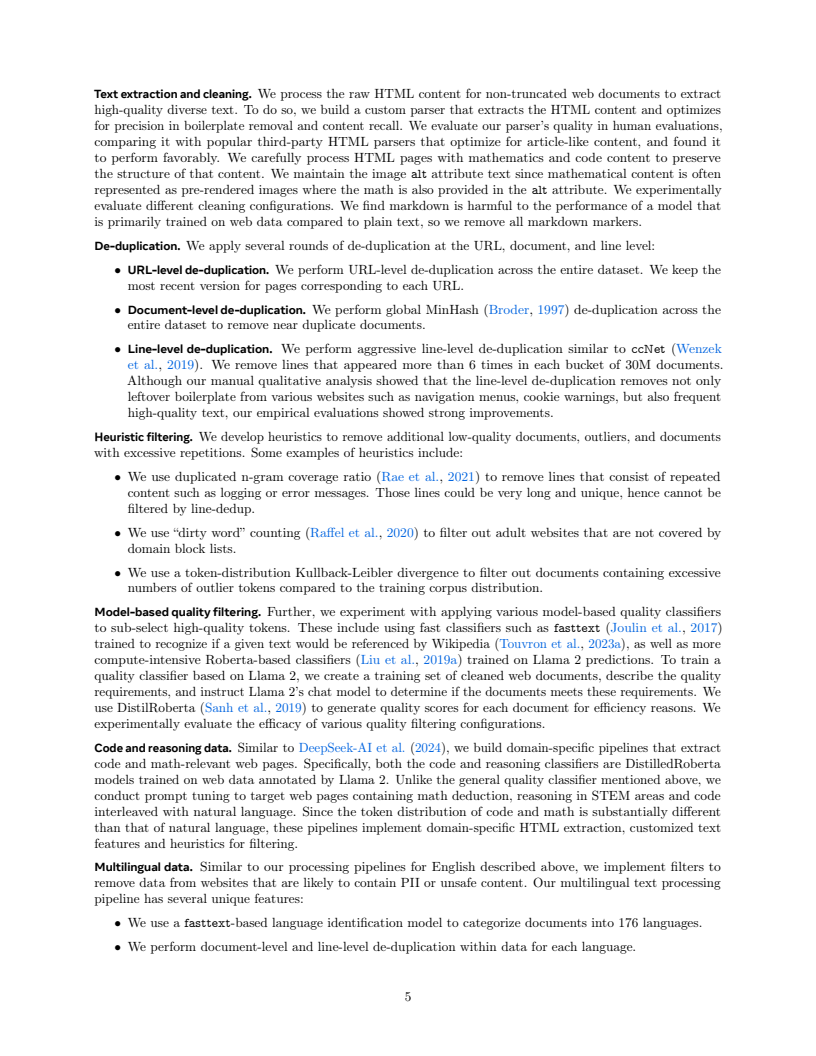 Text extraction and cleaning. We process the raw HTML content for non-truncated web documents to extract
high-quality diverse text. To do so, we build a custom parser that extracts the HTML content and optimizes
for precision in boilerplate removal and content recall. We evaluate our parser's quality in human evaluations,
comparing it with popular third-party HTML parsers that optimize for article-like content, and found it
to perform favorably. We carefully process HTML pages with mathematics and code content to preserve
the structure of that content. We maintain the image alt attribute text since mathematical content is often
represented as pre-rendered images where the math is also provided in the alt attribute. We experimentally
evaluate different cleaning configurations. We find markdown is harmful to the performance of a model that
is primarily trained on web data compared to plain text, so we remove all markdown markers.
De-duplication. We apply several rounds of de-duplication at the URL, document, and line level:
• URL-level de-duplication. We perform URL-level de-duplication across the entire dataset. We keep the
most recent version for pages corresponding to each URL.
• Document-level de-duplication. We perform global MinHash (Broder, 1997) de-duplication across the
entire dataset to remove near duplicate documents.
• Line-level de-duplication. We perform aggressive line-level de-duplication similar to ccNet (Wenzek
et al., 2019). We remove lines that appeared more than 6 times in each bucket of 30M documents.
Although our manual qualitative analysis showed that the line-level de-duplication removes not only
leftover boilerplate from various websites such as navigation menus, cookie warnings, but also frequent
high-quality text, our empirical evaluations showed strong improvements.
Heuristic filtering. We develop heuristics to remove additional low-quality documents, outliers, and documents
with excessive repetitions. Some examples of heuristics include:
• We use duplicated n-gram coverage ratio (Rae et al., 2021) to remove lines that consist of repeated
content such as logging or error messages. Those lines could be very long and unique, hence cannot be
filtered by line-dedup.
• We use “dirty word” counting (Raffel et al., 2020) to filter out adult websites that are not covered by
domain block lists.
• We use a token-distribution Kullback-Leibler divergence to filter out documents containing excessive
numbers of outlier tokens compared to the training corpus distribution.
Model-based quality filtering. Further, we experiment with applying various model-based quality classifiers
to sub-select high-quality tokens. These include using fast classifiers such as fasttext (Joulin et al., 2017)
trained to recognize if a given text would be referenced by Wikipedia (Touvron et al., 2023a), as well as more
compute-intensive Roberta-based classifiers (Liu et al., 2019a) trained on Llama 2 predictions. To train a
quality classifier based on Llama 2, we create a training set of cleaned web documents, describe the quality
requirements, and instruct Llama 2's chat model to determine if the documents meets these requirements. We
use DistilRoberta (Sanh et al., 2019) to generate quality scores for each document for efficiency reasons. We
experimentally evaluate the efficacy of various quality filtering configurations.
Code and reasoning data. Similar to DeepSeek-AI et al. (2024), we build domain-specific pipelines that extract
code and math-relevant web pages. Specifically, both the code and reasoning classifiers are DistilledRoberta
models trained on web data annotated by Llama 2. Unlike the general quality classifier mentioned above, we
conduct prompt tuning to target web pages containing math deduction, reasoning in STEM areas and code
interleaved with natural language. Since the token distribution of code and math is substantially different
than that of natural language, these pipelines implement domain-specific HTML extraction, customized text
features and heuristics for filtering.
Multilingual data. Similar to our processing pipelines for English described above, we implement filters to
remove data from websites that are likely to contain PII or unsafe content. Our multilingual text processing
pipeline has several unique features:
• We use a fasttext-based language identification model to categorize documents into 176 languages.
• We perform document-level and line-level de-duplication within data for each language.
5